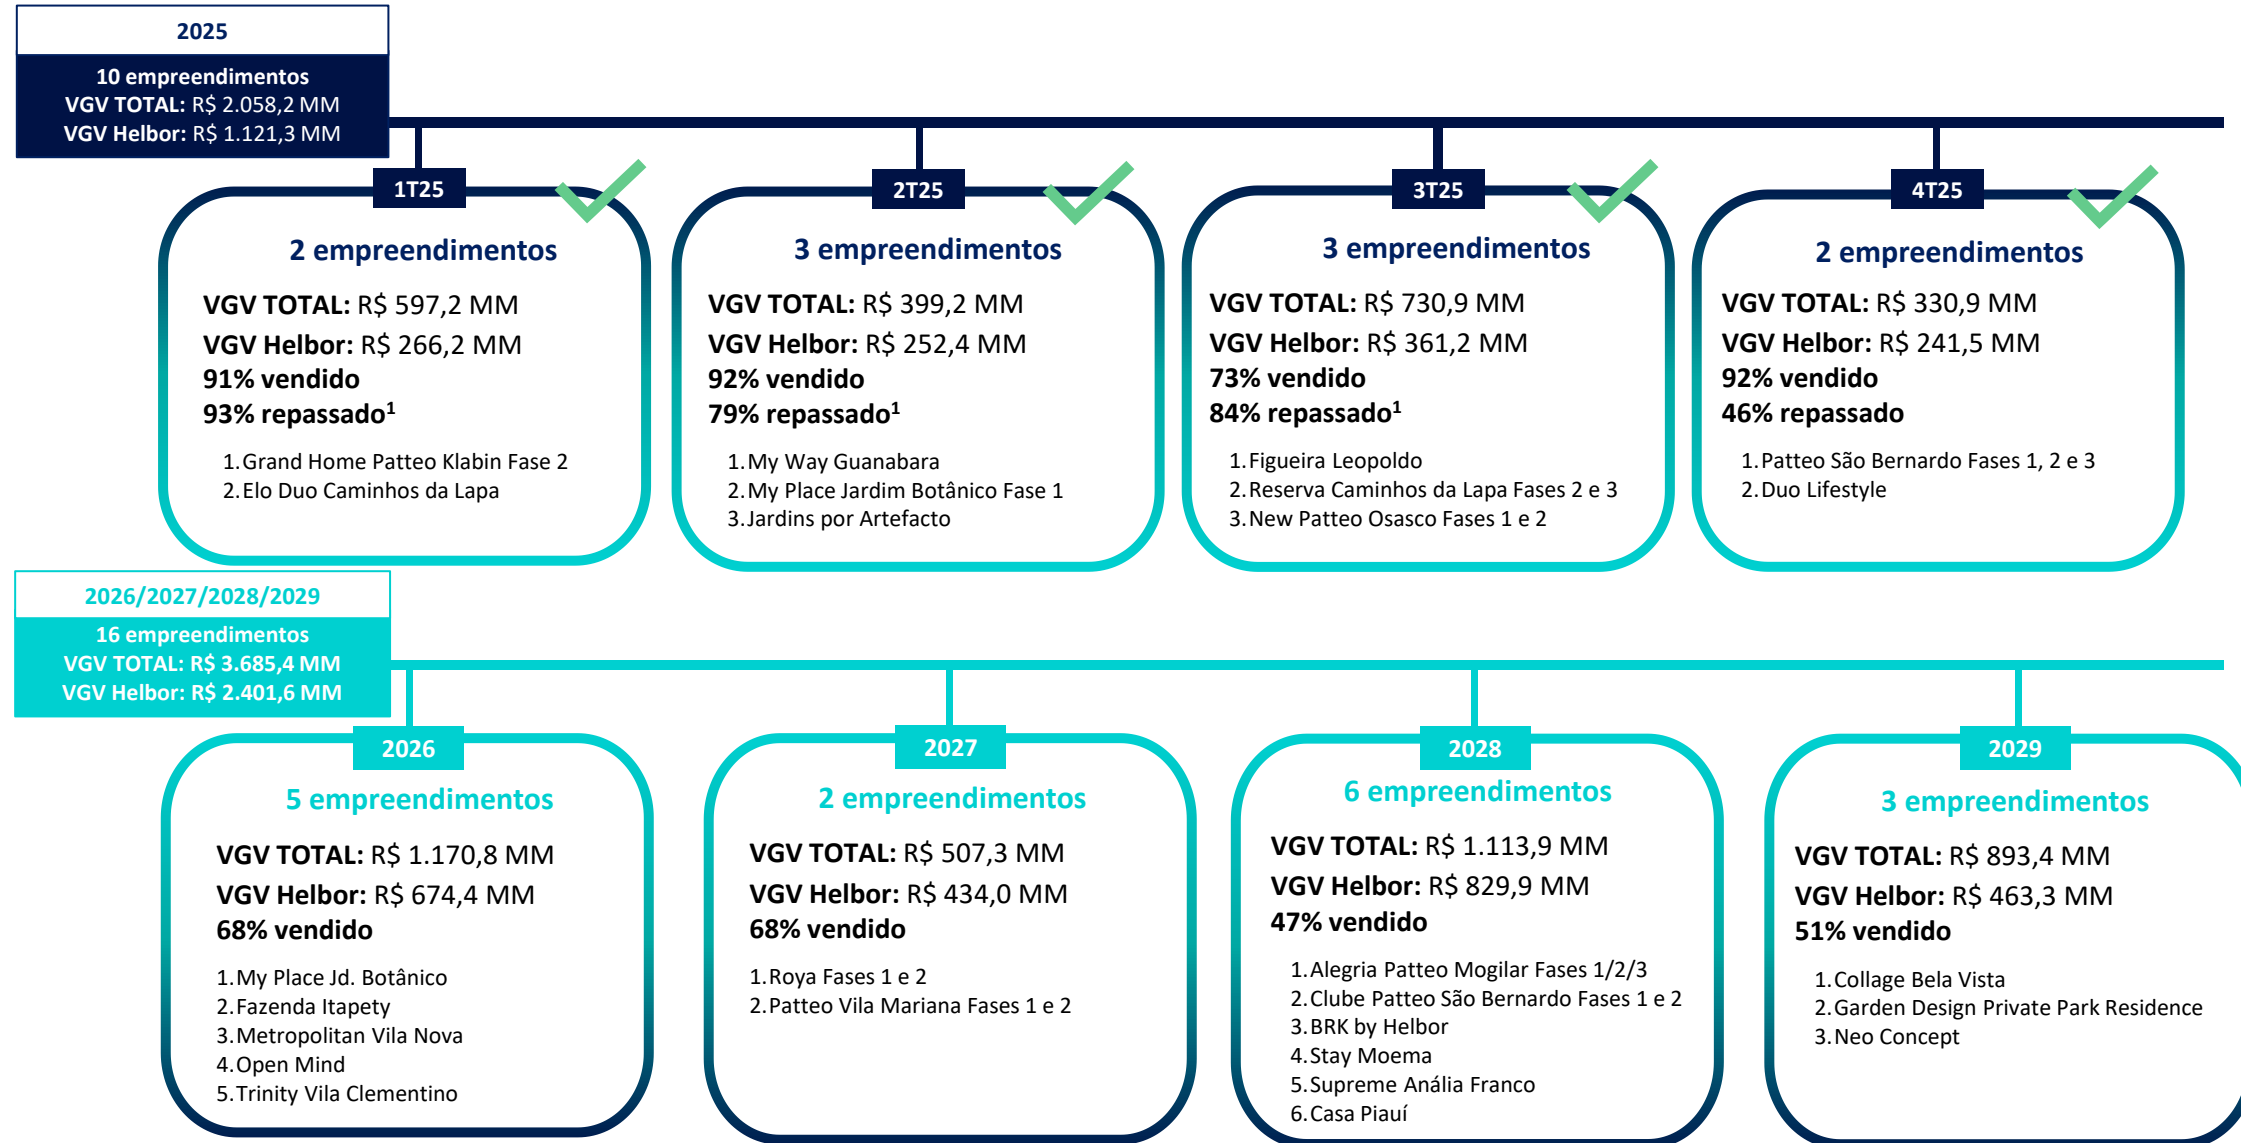 2025
10 empreendimentos
VGV TOTAL: R$ 2.058,2 MM
VGV Helbor: R$ 1.121,3 MM
1T25
2 empreendimentos
VGV TOTAL: R$ 597,2 MM
VGV Helbor: R$ 266,2 MM
91% vendido
93% repassado¹
1.Grand Home Patteo Klabin Fase 2
2.Elo Duo Caminhos da Lapa
2T25
3 empreendimentos
VGV TOTAL: R$ 399,2 MM
VGV Helbor: R$ 252,4 MM
92% vendido
79% repassado¹
1.My Way Guanabara
2.My Place Jardim Botânico Fase 1
3.Jardins por Artefacto
3T25
3 empreendimentos
VGV TOTAL: R$ 730,9 MM
VGV Helbor: R$ 361,2 MM
73% vendido
84% repassado¹
1.Figueira Leopoldo
2.Reserva Caminhos da Lapa Fases 2 e 3
3.New Patteo Osasco Fases 1 e 2
4T25
2 empreendimentos
VGV TOTAL: R$ 330,9 MM
VGV Helbor: R$ 241,5 MM
92% vendido
46% repassado
1.Patteo São Bernardo Fases 1, 2 e 3
2.Duo Lifestyle
2026/2027/2028/2029
16 empreendimentos
VGV TOTAL: R$ 3.685,4 MM
VGV Helbor: R$ 2.401,6 MM
2026
5 empreendimentos
VGV TOTAL: R$ 1.170,8 MM
VGV Helbor: R$ 674,4 MM
68% vendido
1.My Place Jd. Botânico
2.Fazenda Itapety
3.Metropolitan Vila Nova
4.Open Mind
5.Trinity Vila Clementino
2027
2 empreendimentos
VGV TOTAL: R$ 507,3 MM
VGV Helbor: R$ 434,0 MM
68% vendido
1.Roya Fases 1 e 2
2.Patteo Vila Mariana Fases 1 e 2
2028
6 empreendimentos
VGV TOTAL: R$ 1.113,9 MM
VGV Helbor: R$ 829,9 MM
47% vendido
1.Alegria Patteo Mogilar Fases 1/2/3
2.Clube Patteo São Bernardo Fases 1 e 2
3.BRK by Helbor
4.Stay Moema
5.Supreme Anália Franco
6.Casa Piauí
2029
3 empreendimentos
VGV TOTAL: R$ 893,4 MM
VGV Helbor: R$ 463,3 MM
51% vendido
1.Collage Bela Vista
2.Garden Design Private Park Residence
3.Neo Concept